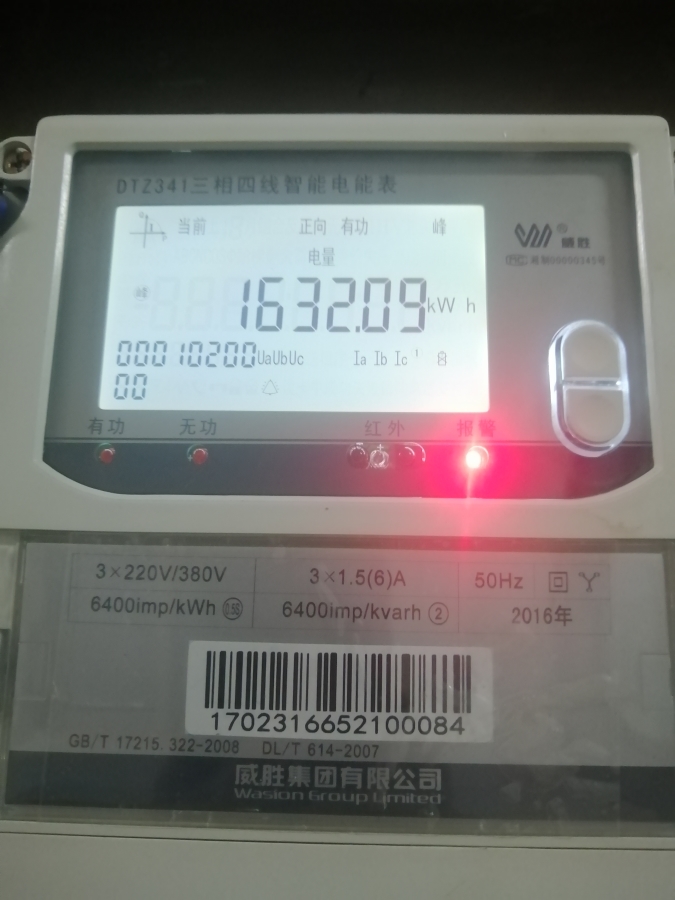 DTZ341三相四线智能电能表
当前 正向 有功 峰
电量
峰 1632.09 kWh
威胜®
00010200 UaUbUc Ia Ib Ic
00
有功 无功 红外 报警
3×220V/380V 3×1.5(6)A 50Hz
6400imp/kWh 0.5S 6400imp/kvarh ② 2016年
1702316652100084
GB/T 17215.322-2008 DL/T 614-2007
威胜集团有限公司
Wasion Group Limited